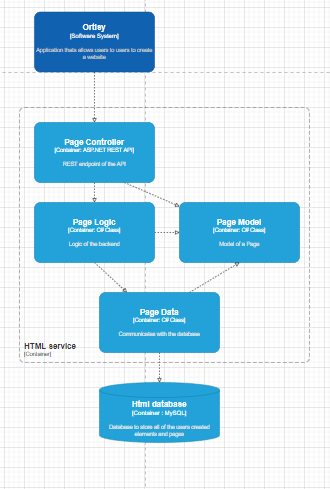 Ortisy
[Software System]
Application thats allows users to users to create
a website
Page Controller
[Container: ASP.NET REST API]
REST endpoint of the API
Page Logic
[Container: C# Class]
Logic of the backend
Page Model
[Container: C# Class]
Model of a Page
Page Data
[Container: C# Class]
Communicates with the database
HTML service
[Container]
Html database
[Container : MySQL]
Database to store all of the users created
elements and pages